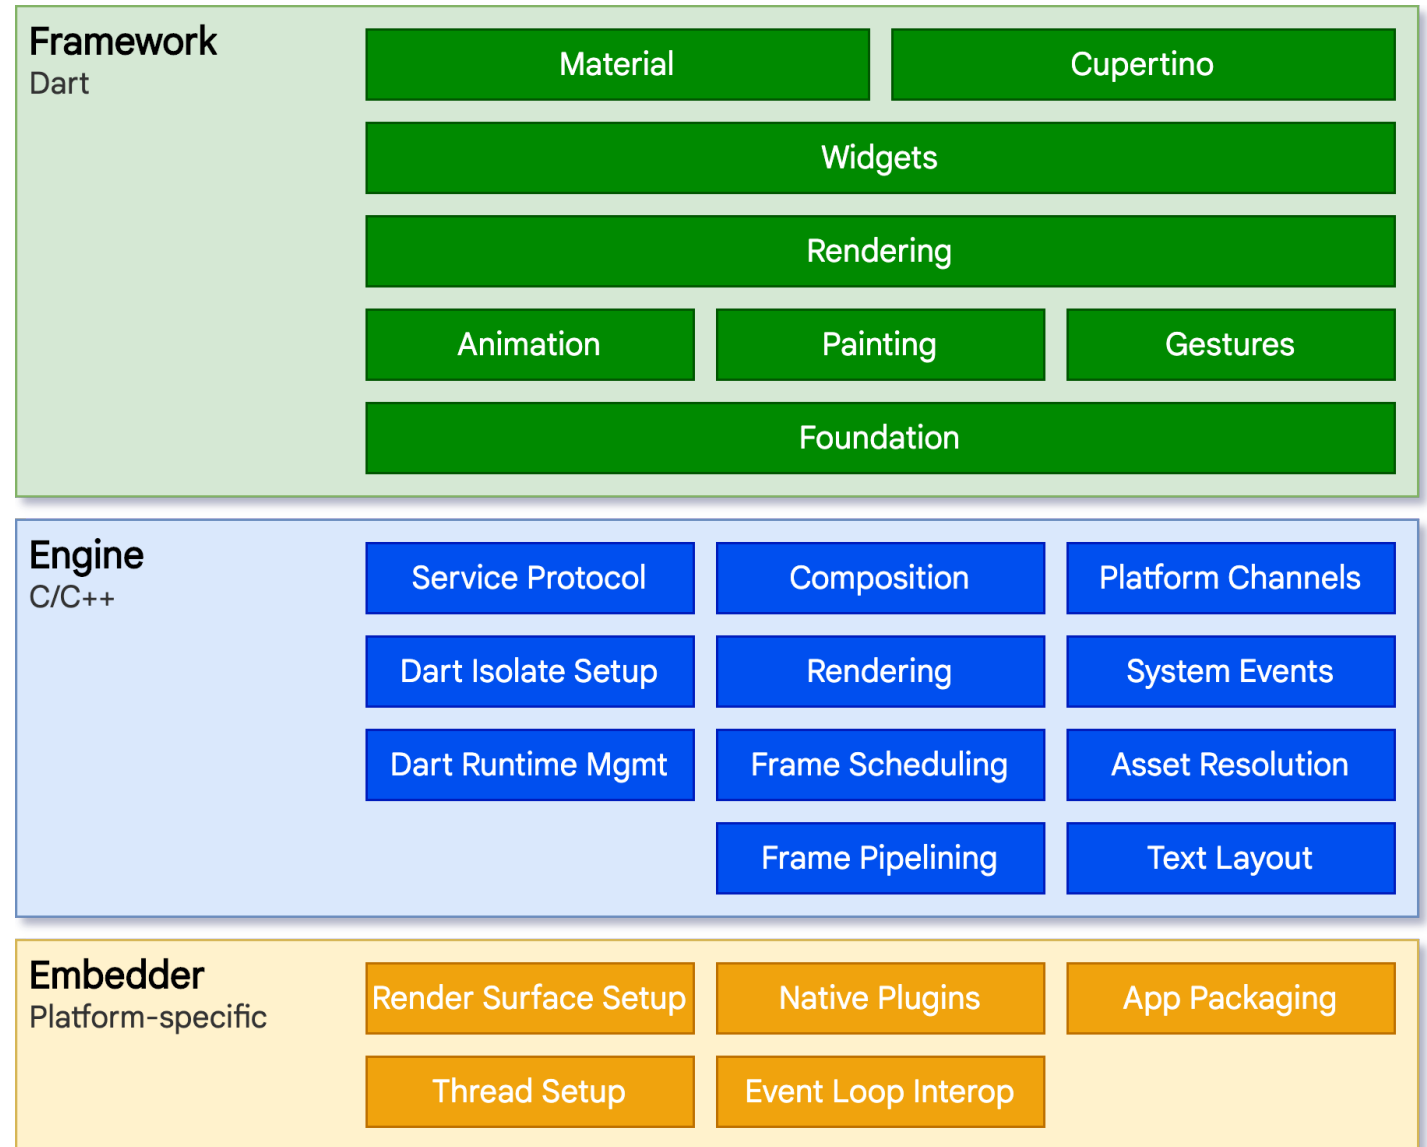 Framework
Dart
Material
Cupertino
Widgets
Rendering
Animation
Painting
Gestures
Foundation
Engine
C/C++
Service Protocol
Composition
Platform Channels
Dart Isolate Setup
Rendering
System Events
Dart Runtime Mgmt
Frame Scheduling
Asset Resolution
Frame Pipelining
Text Layout
Embedder
Platform-specific
Render Surface Setup
Native Plugins
App Packaging
Thread Setup
Event Loop Interop